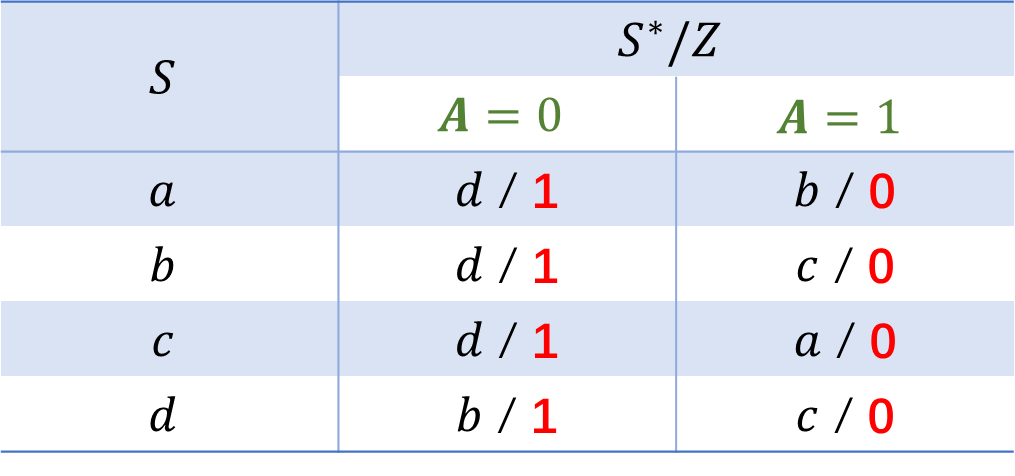 S S*/Z
A = 0 A = 1
a d / 1 b / 0
b d / 1 c / 0
c d / 1 a / 0
d b / 1 c / 0